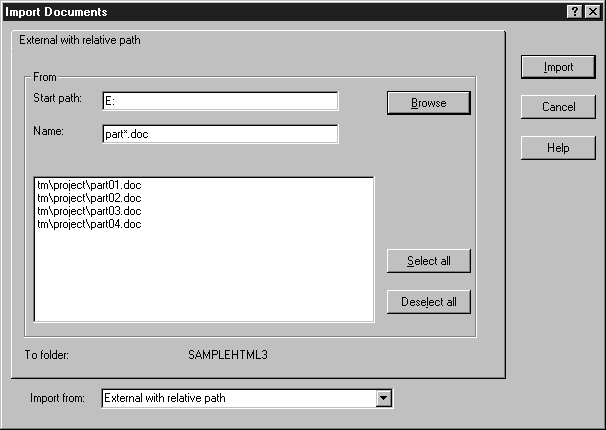 Import Documents
External with relative path
From
Start path: E:
Browse
Name: part*.doc
tm\project\part01.doc
tm\project\part02.doc
tm\project\part03.doc
tm\project\part04.doc
Select all
Deselect all
To folder: SAMPLEHTML3
Import from: External with relative path
Import
Cancel
Help